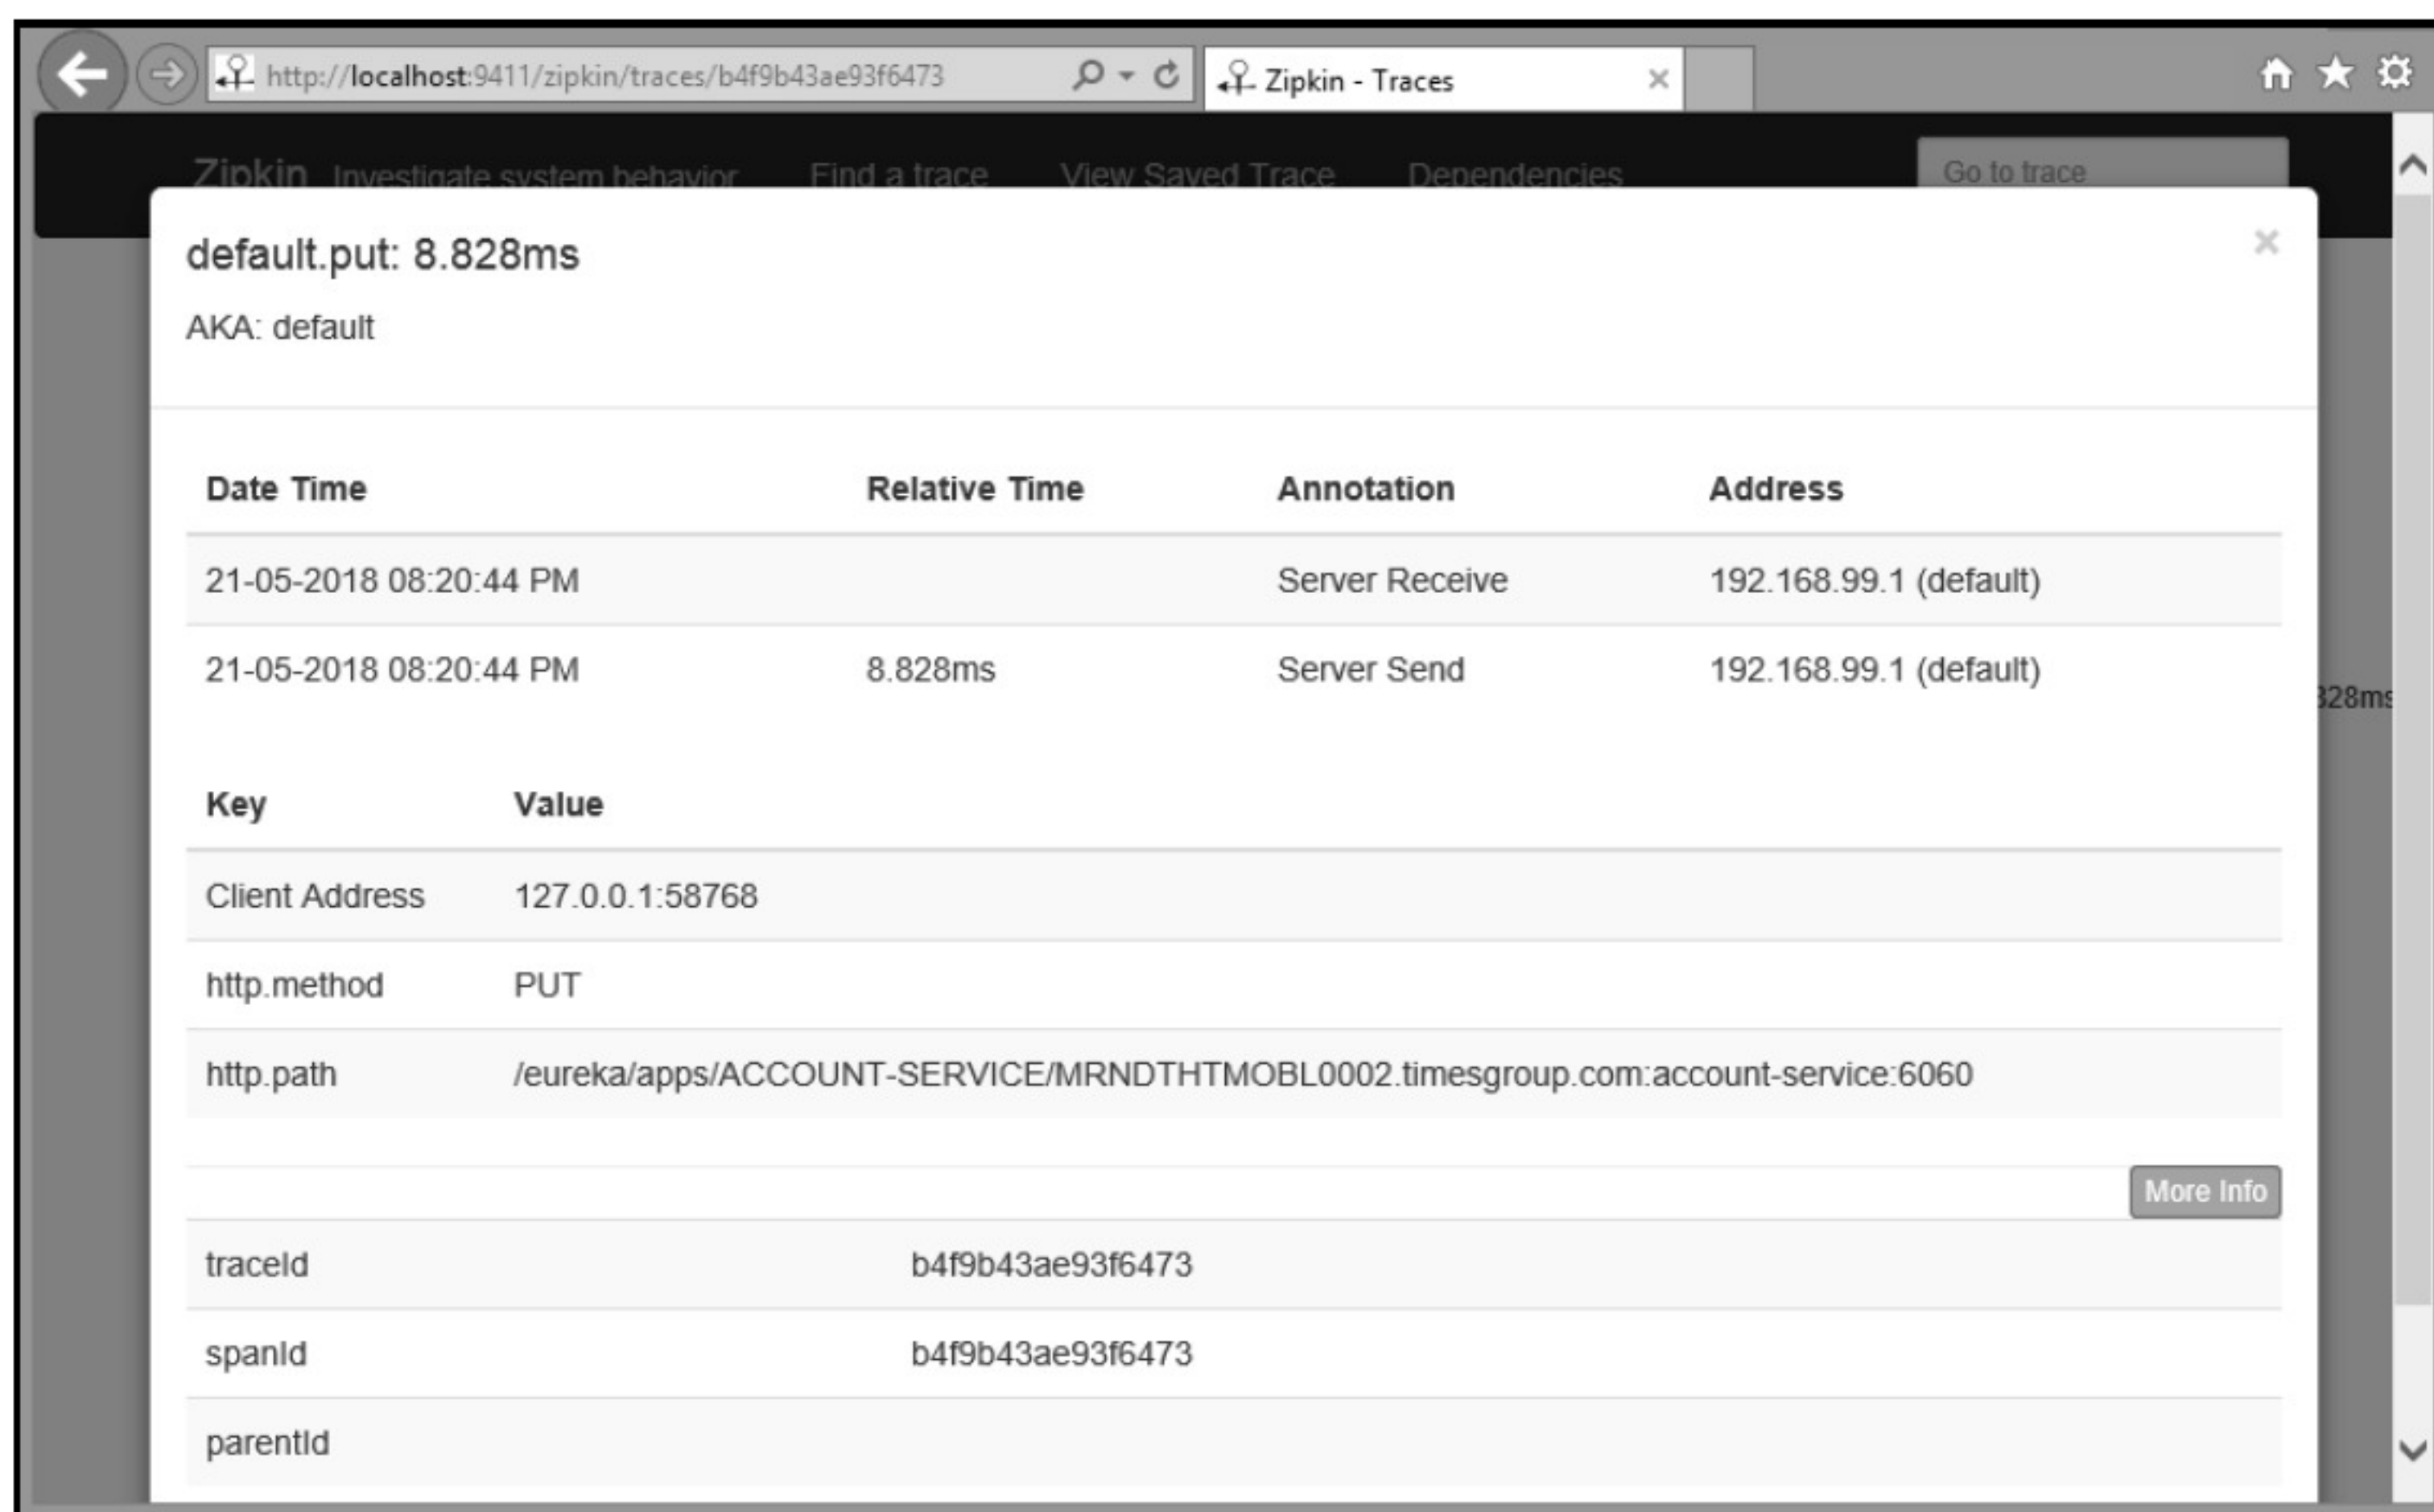 http://localhost:9411/zipkin/traces/b4f9b43ae93f6473
Zipkin - Traces
Zipkin Investigate system behavior Find a trace View Saved Trace Dependencies Go to trace
default.put: 8.828ms
AKA: default
Date Time Relative Time Annotation Address
21-05-2018 08:20:44 PM Server Receive 192.168.99.1 (default)
21-05-2018 08:20:44 PM 8.828ms Server Send 192.168.99.1 (default)
328ms
Key Value
Client Address 127.0.0.1:58768
http.method PUT
http.path /eureka/apps/ACCOUNT-SERVICE/MRNDTHTMOBL0002.timesgroup.com:account-service:6060
More Info
traceId b4f9b43ae93f6473
spanId b4f9b43ae93f6473
parentId